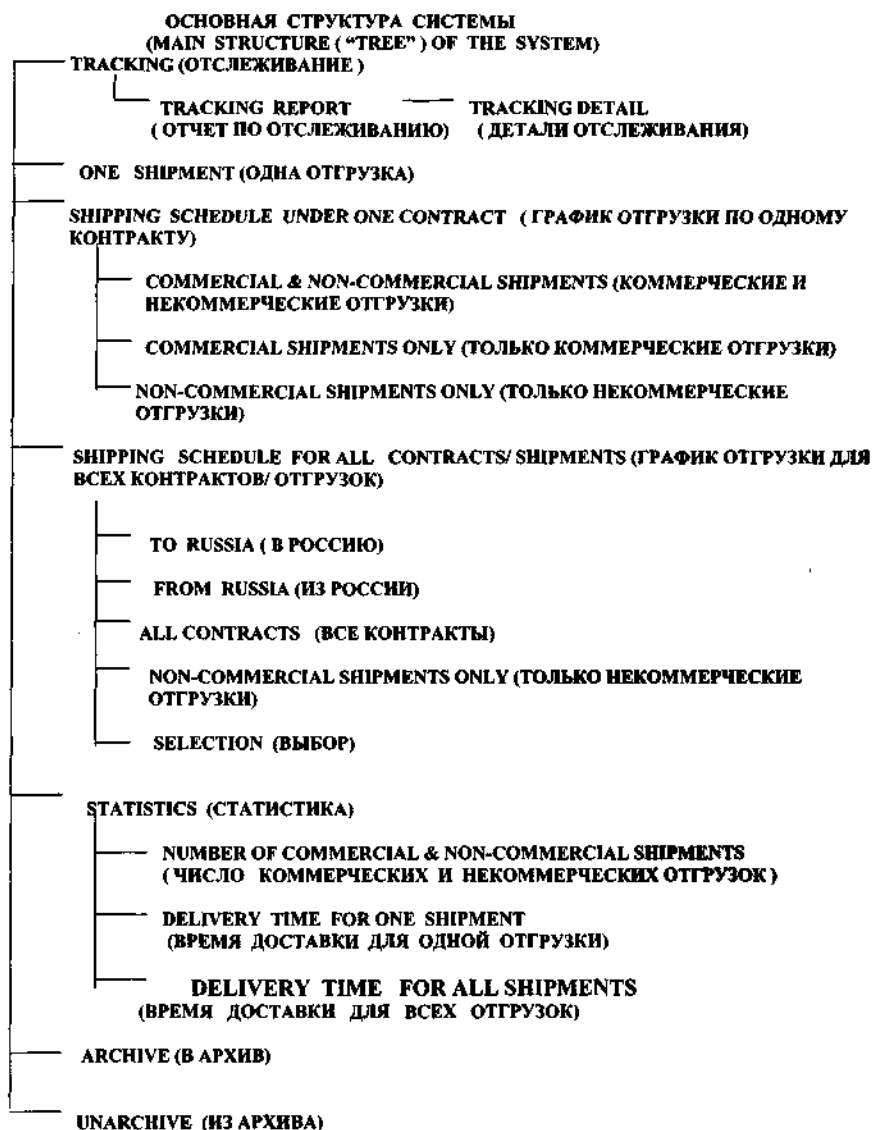 ОСНОВНАЯ СТРУКТУРА СИСТЕМЫ
(MAIN STRUCTURE ( “TREE” ) OF THE SYSTEM)
TRACKING (ОТСЛЕЖИВАНИЕ )
TRACKING REPORT TRACKING DETAIL
( ОТЧЕТ ПО ОТСЛЕЖИВАНИЮ) ( ДЕТАЛИ ОТСЛЕЖИВАНИЯ)
ONE SHIPMENT (ОДНА ОТГРУЗКА)
SHIPPING SCHEDULE UNDER ONE CONTRACT ( ГРАФИК ОТГРУЗКИ ПО ОДНОМУ
КОНТРАКТУ)
COMMERCIAL & NON-COMMERCIAL SHIPMENTS (КОММЕРЧЕСКИЕ И
НЕКОММЕРЧЕСКИЕ ОТГРУЗКИ)
COMMERCIAL SHIPMENTS ONLY (ТОЛЬКО КОММЕРЧЕСКИЕ ОТГРУЗКИ)
NON-COMMERCIAL SHIPMENTS ONLY (ТОЛЬКО НЕКОММЕРЧЕСКИЕ
ОТГРУЗКИ)
SHIPPING SCHEDULE FOR ALL CONTRACTS/ SHIPMENTS (ГРАФИК ОТГРУЗКИ ДЛЯ
ВСЕХ КОНТРАКТОВ/ ОТГРУЗОК)
TO RUSSIA ( В РОССИЮ)
FROM RUSSIA (ИЗ РОССИИ)
ALL CONTRACTS (ВСЕ КОНТРАКТЫ)
NON-COMMERCIAL SHIPMENTS ONLY (ТОЛЬКО НЕКОММЕРЧЕСКИЕ
ОТГРУЗКИ)
SELECTION (ВЫБОР)
STATISTICS (СТАТИСТИКА)
NUMBER OF COMMERCIAL & NON-COMMERCIAL SHIPMENTS
( ЧИСЛО КОММЕРЧЕСКИХ И НЕКОММЕРЧЕСКИХ ОТГРУЗОК )
DELIVERY TIME FOR ONE SHIPMENT
(ВРЕМЯ ДОСТАВКИ ДЛЯ ОДНОЙ ОТГРУЗКИ)
DELIVERY TIME FOR ALL SHIPMENTS
(ВРЕМЯ ДОСТАВКИ ДЛЯ ВСЕХ ОТГРУЗОК)
ARCHIVE (В АРХИВ)
UNARCHIVE (ИЗ АРХИВА)